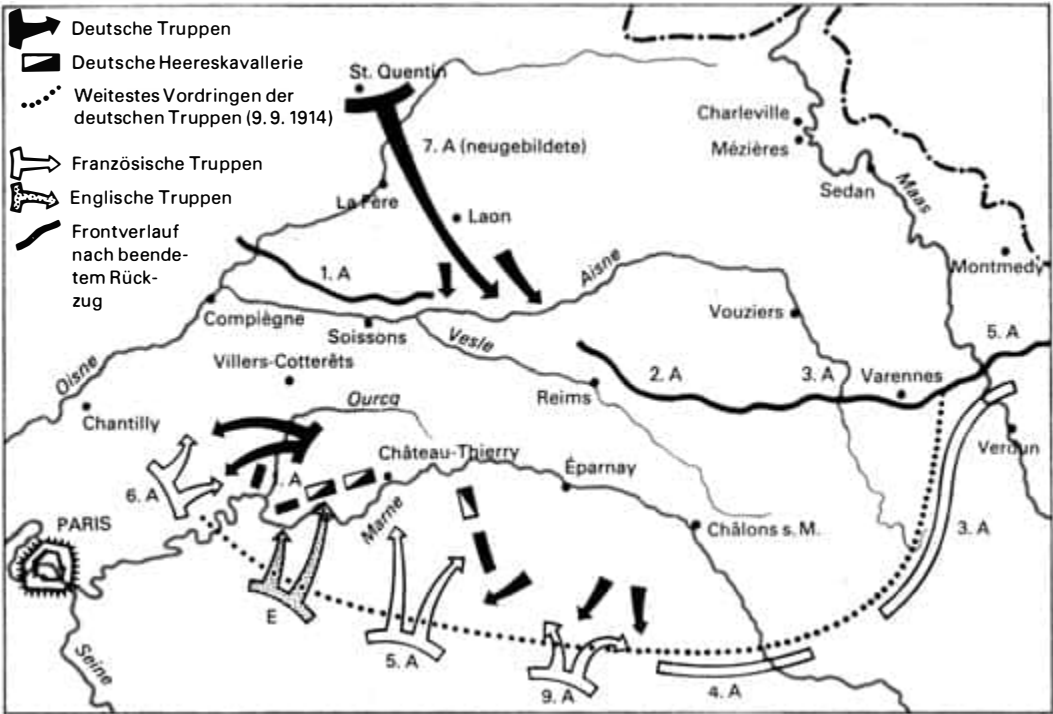 Deutsche Truppen
Deutsche Heereskavallerie
Weitestes Vordringen der
deutschen Truppen (9. 9. 1914)
Französische Truppen
Englische Truppen
Frontverlauf
nach beende-
tem Rück-
zug
St. Quentin
7. A (neugebildete)
Charleville
Mézières
Sedan
Maas
La Fère
Laon
Montmedy
1. A
Aisne
Compiègne
Soissons
Vesle
Vouziers
5. A
Villers-Cotterêts
Oisne
2. A
3. A
Varennes
Reims
Chantilly
Ourcq
Château-Thierry
Éparnay
Verdun
6. A
. A
PARIS
Marne
Châlons s. M.
3. A
E
5. A
9. A
4. A
Seine